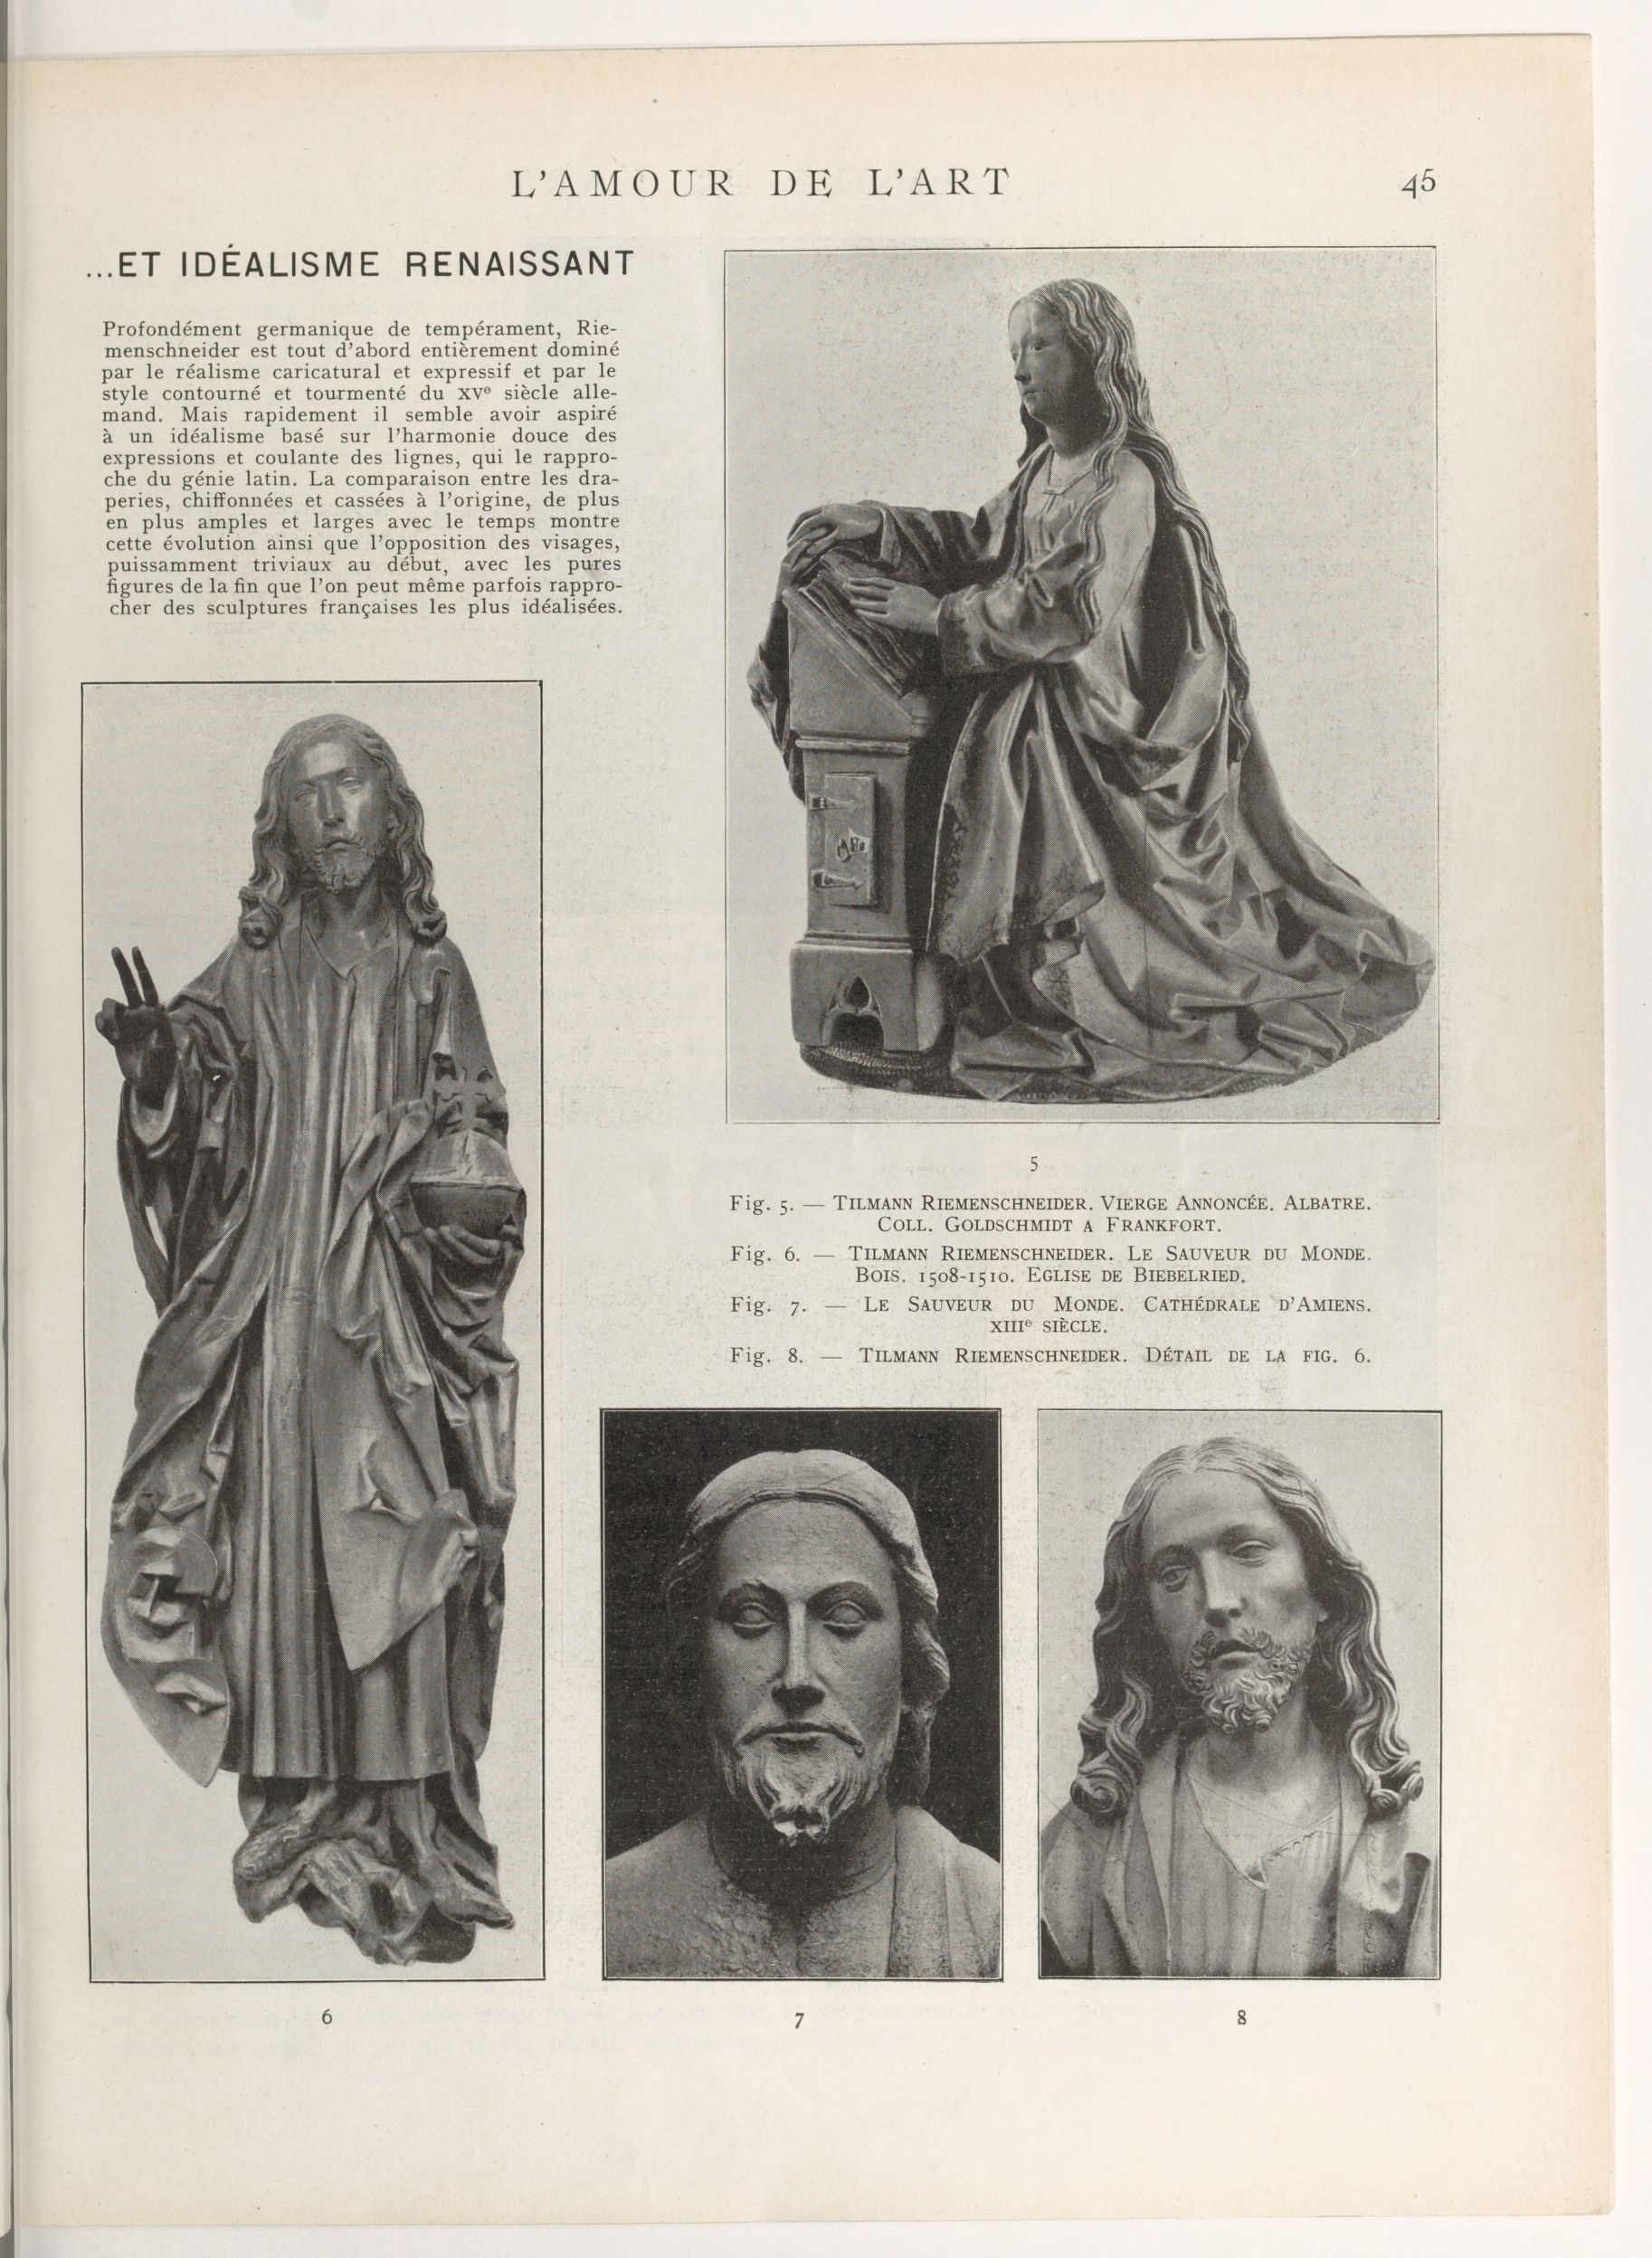 L'AMOUR DE L'ART
45
...ET IDÉALISME RENAISSANT
Profondément germanique de tempérament, Rie-
menschneider est tout d'abord entièrement dominé
par le réalisme caricatural et expressif et par le
style contourné et tourmenté du XVe siècle alle-
mand. Mais rapidement il semble avoir aspiré
à un idéalisme basé sur l'harmonie douce des
expressions et coulante des lignes, qui le rappro-
che du génie latin. La comparaison entre les dra-
peries, chiffonnées et cassées à l'origine, de plus
en plus amples et larges avec le temps montre
cette évolution ainsi que l'opposition des visages,
puissamment triviaux au début, avec les pures
figures de la fin que l'on peut même parfois rappro-
cher des sculptures françaises les plus idéalisées.
5
Fig. 5. — TILMANN RIEMENSCHNEIDER. VIERGE ANNONCÉE. ALBATRE.
COLL. GOLDSCHMIDT A FRANKFORT.
Fig. 6. — TILMANN RIEMENSCHNEIDER. LE SAUVEUR DU MONDE.
BOIS. 1508-1510. EGLISE DE BIEBELRIED.
Fig. 7. — LE SAUVEUR DU MONDE. CATHÉDRALE D'AMIENS.
XIIIe SIÈCLE.
Fig. 8. — TILMANN RIEMENSCHNEIDER. DÉTAIL DE LA FIG. 6.
6
7
8